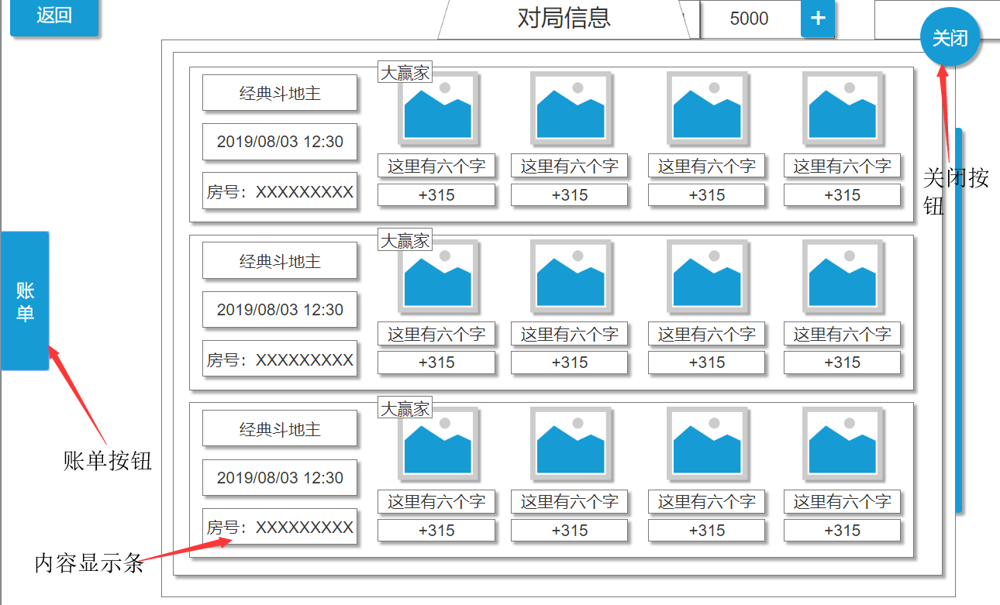 返回
对局信息
5000
+
关闭
大赢家
经典斗地主
2019/08/03 12:30
房号：XXXXXXXXX
这里有六个字 这里有六个字 这里有六个字 这里有六个字
+315 +315 +315 +315
关闭按
钮
大赢家
经典斗地主
2019/08/03 12:30
房号：XXXXXXXXX
这里有六个字 这里有六个字 这里有六个字 这里有六个字
+315 +315 +315 +315
账
单
账单按钮
大赢家
经典斗地主
2019/08/03 12:30
房号：XXXXXXXXX
这里有六个字 这里有六个字 这里有六个字 这里有六个字
+315 +315 +315 +315
内容显示条